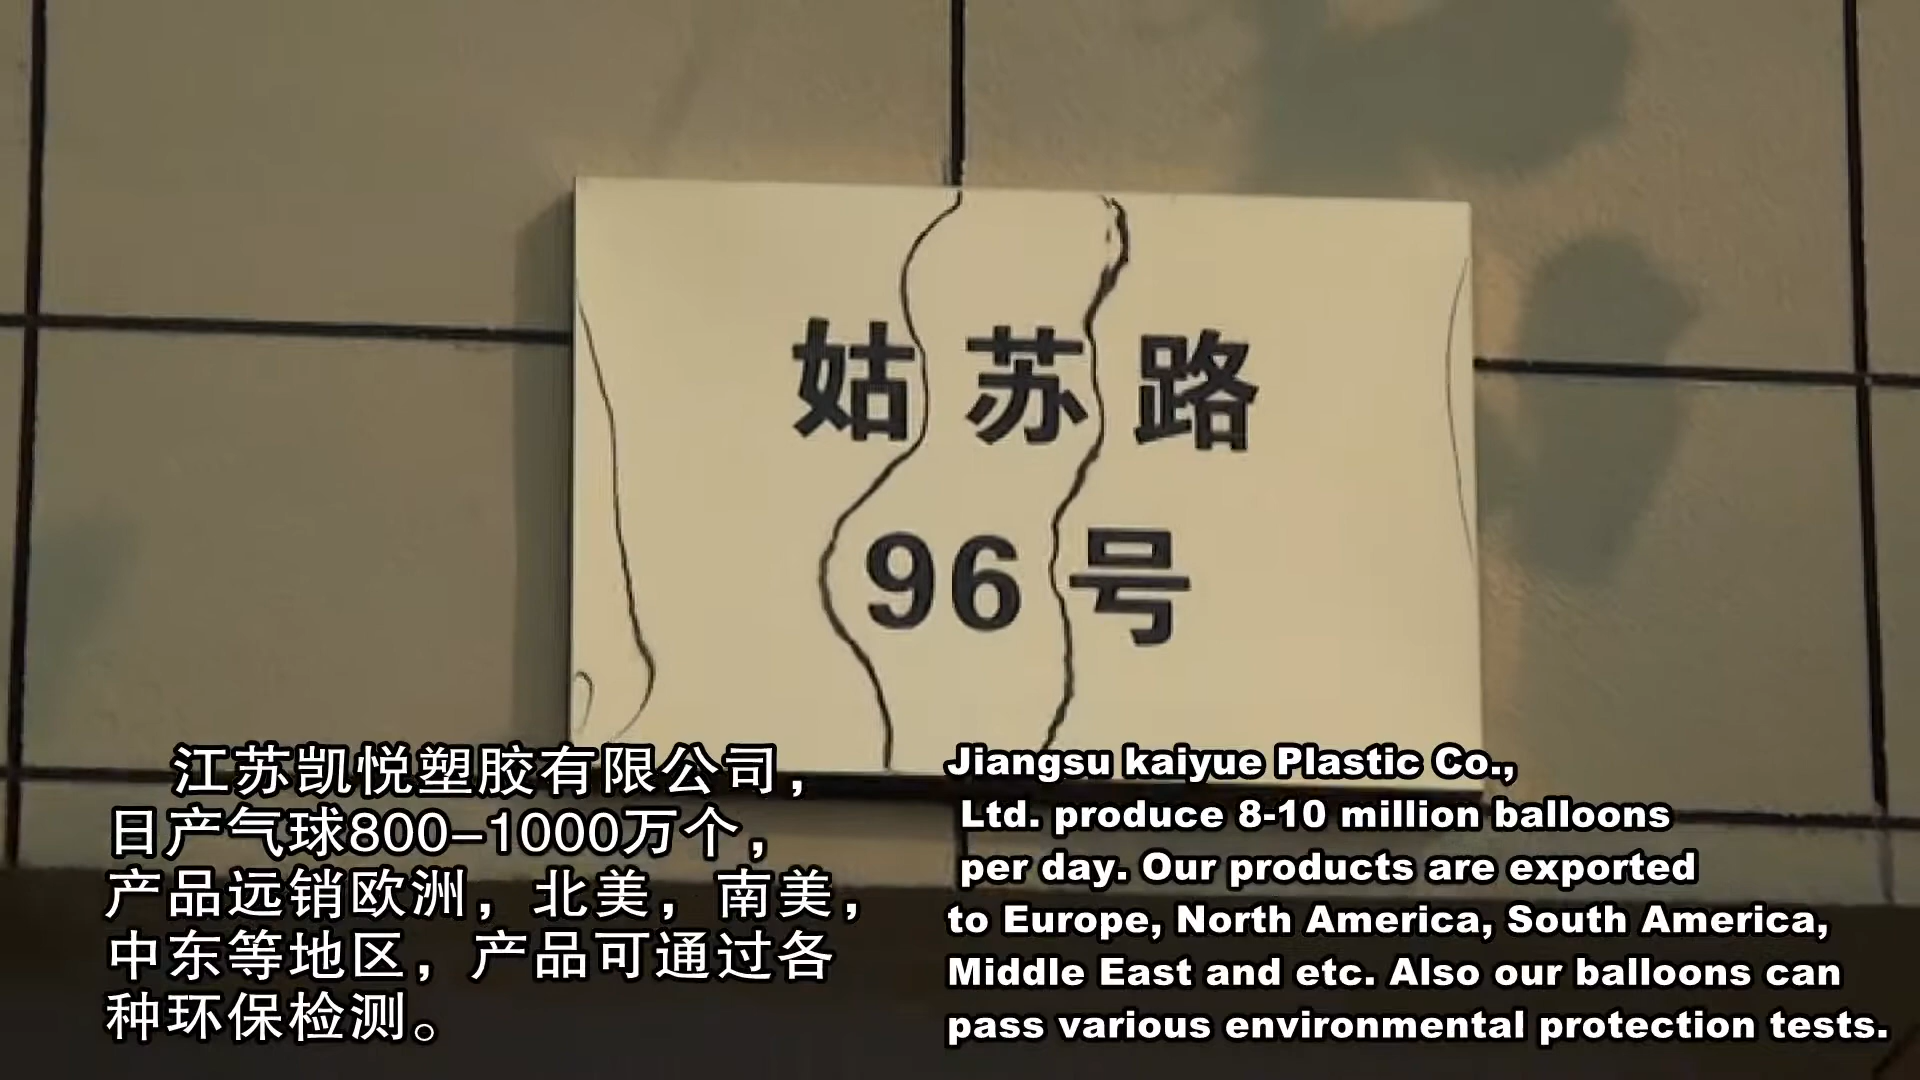 姑苏路
96号
江苏凯悦塑胶有限公司，
日产气球800-1000万个，
产品远销欧洲，北美，南美，
中东等地区，产品可通过各
种环保检测。
Jiangsu kaiyue Plastic Co.,
Ltd. produce 8-10 million balloons
per day. Our products are exported
to Europe, North America, South America,
Middle East and etc. Also our balloons can
pass various environmental protection tests.